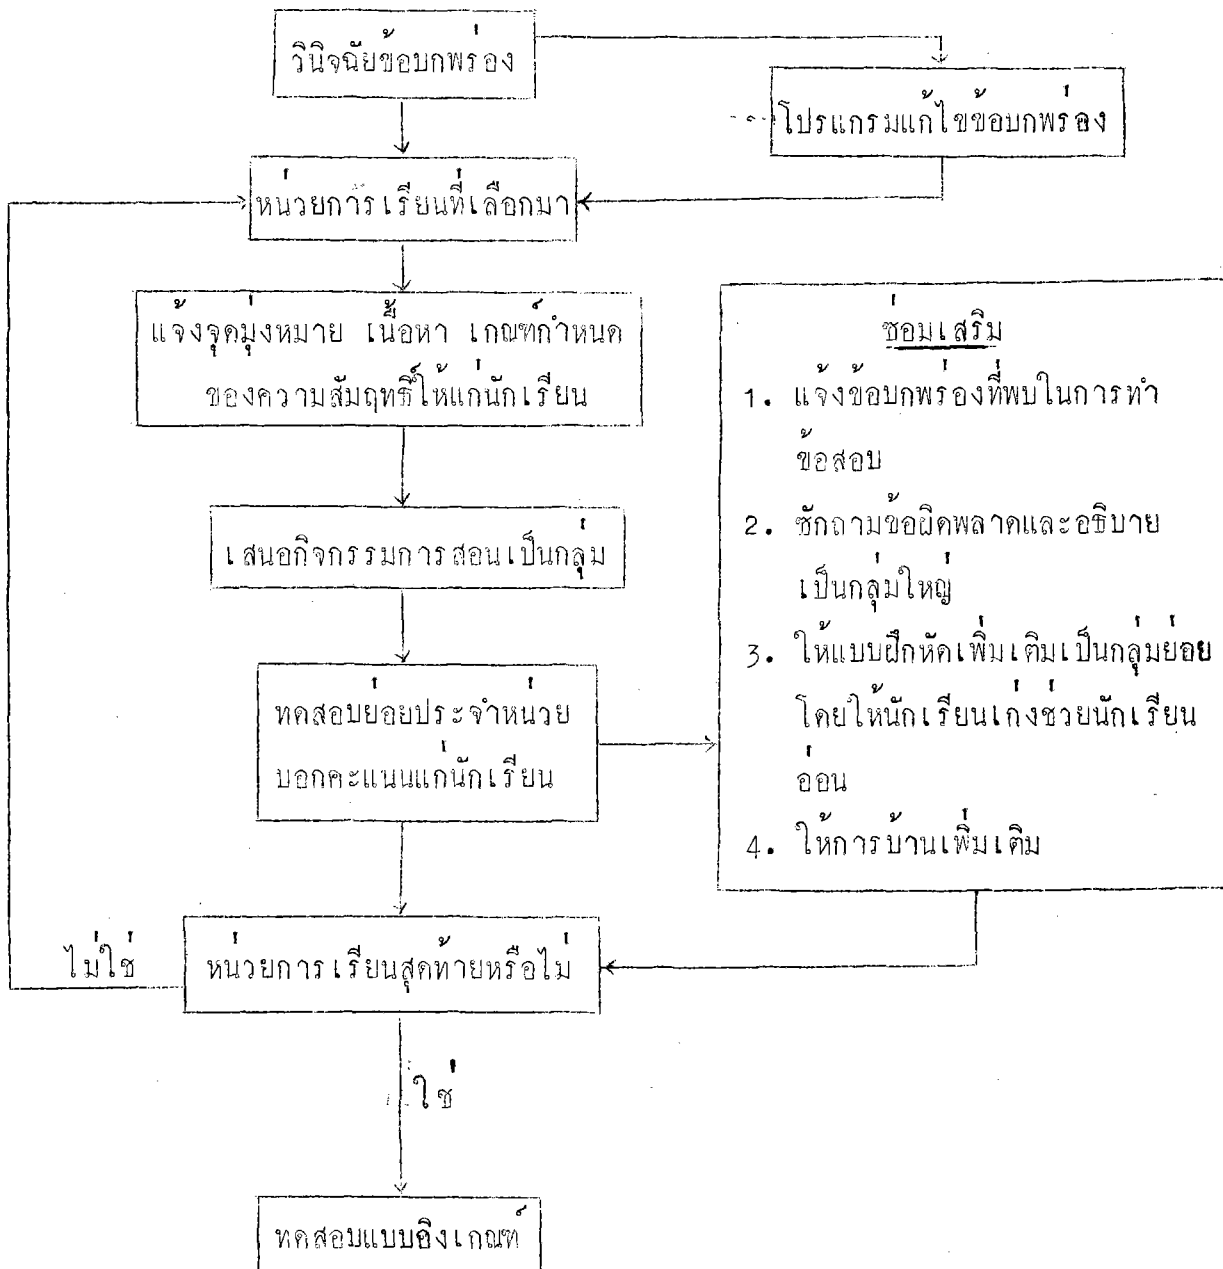 วินิจฉัยข้อบกพร่อง
โปรแกรมแก้ไขข้อบกพร่อง
หน่วยการเรียนที่เลือกมา
แจ้งจุดมุ่งหมาย เนื้อหา เกณฑ์กำหนด
ของความสัมฤทธิ์ให้แก่นักเรียน
เสนอกิจกรรมการสอนเป็นกลุ่ม
ทดสอบย่อยประจำหน่วย
บอกคะแนนแก่นักเรียน
ซ่อมเสริม
1. แจ้งข้อบกพร่องที่พบในการทำ
ข้อสอบ
2. ซักถามข้อผิดพลาดและอธิบาย
เป็นกลุ่มใหญ่
3. ให้แบบฝึกหัดเพิ่มเติมเป็นกลุ่มย่อย
โดยให้นักเรียนเก่งช่วยนักเรียน
อ่อน
4. ให้การบ้านเพิ่มเติม
ไม่ใช่
หน่วยการเรียนสุดท้ายหรือไม่
ใช่
ทดสอบแบบอิงเกณฑ์